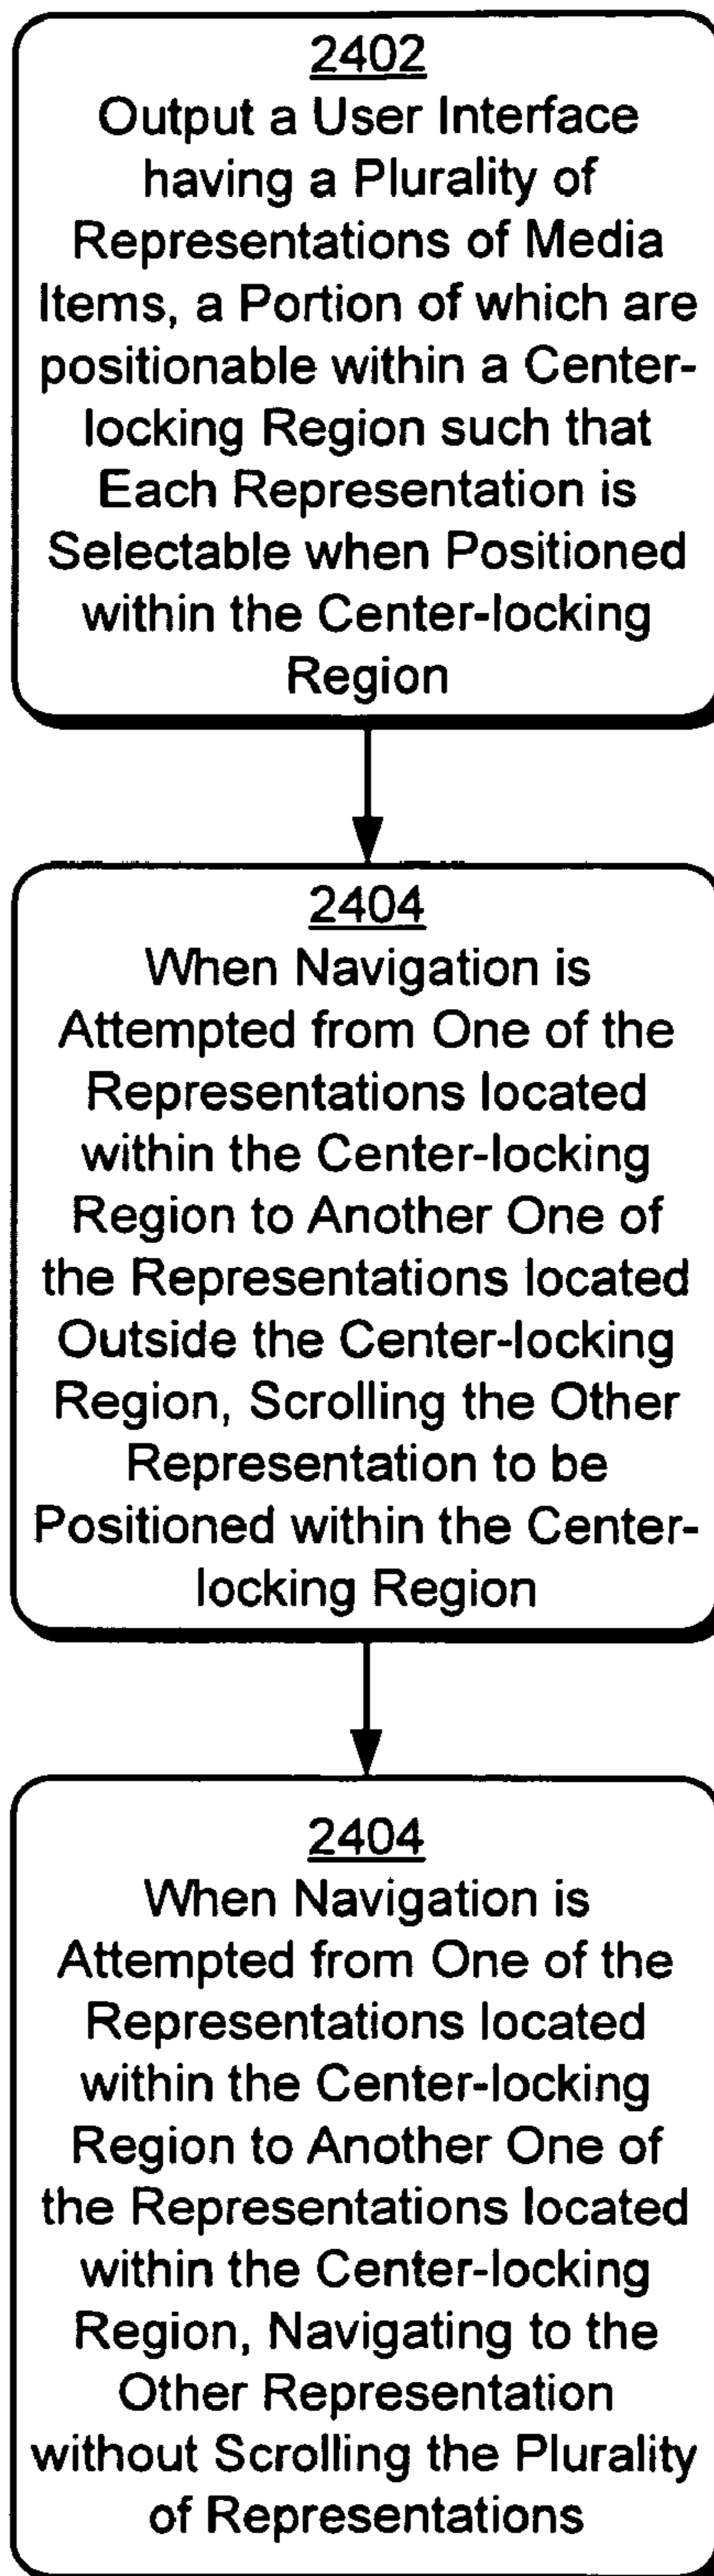 2402
Output a User Interface
having a Plurality of
Representations of Media
Items, a Portion of which are
positionable within a Center-
locking Region such that
Each Representation is
Selectable when Positioned
within the Center-locking
Region
2404
When Navigation is
Attempted from One of the
Representations located
within the Center-locking
Region to Another One of
the Representations located
Outside the Center-locking
Region, Scrolling the Other
Representation to be
Positioned within the Center-
locking Region
2404
When Navigation is
Attempted from One of the
Representations located
within the Center-locking
Region to Another One of
the Representations located
within the Center-locking
Region, Navigating to the
Other Representation
without Scrolling the Plurality
of Representations